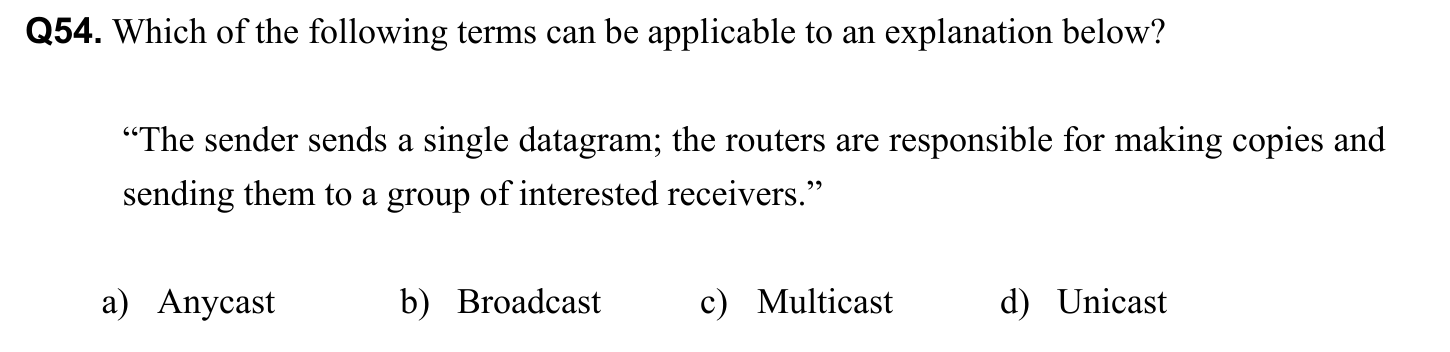 Q54. Which of the following terms can be applicable to an explanation below?
“The sender sends a single datagram; the routers are responsible for making copies and
sending them to a group of interested receivers.”
a) Anycast b) Broadcast c) Multicast d) Unicast